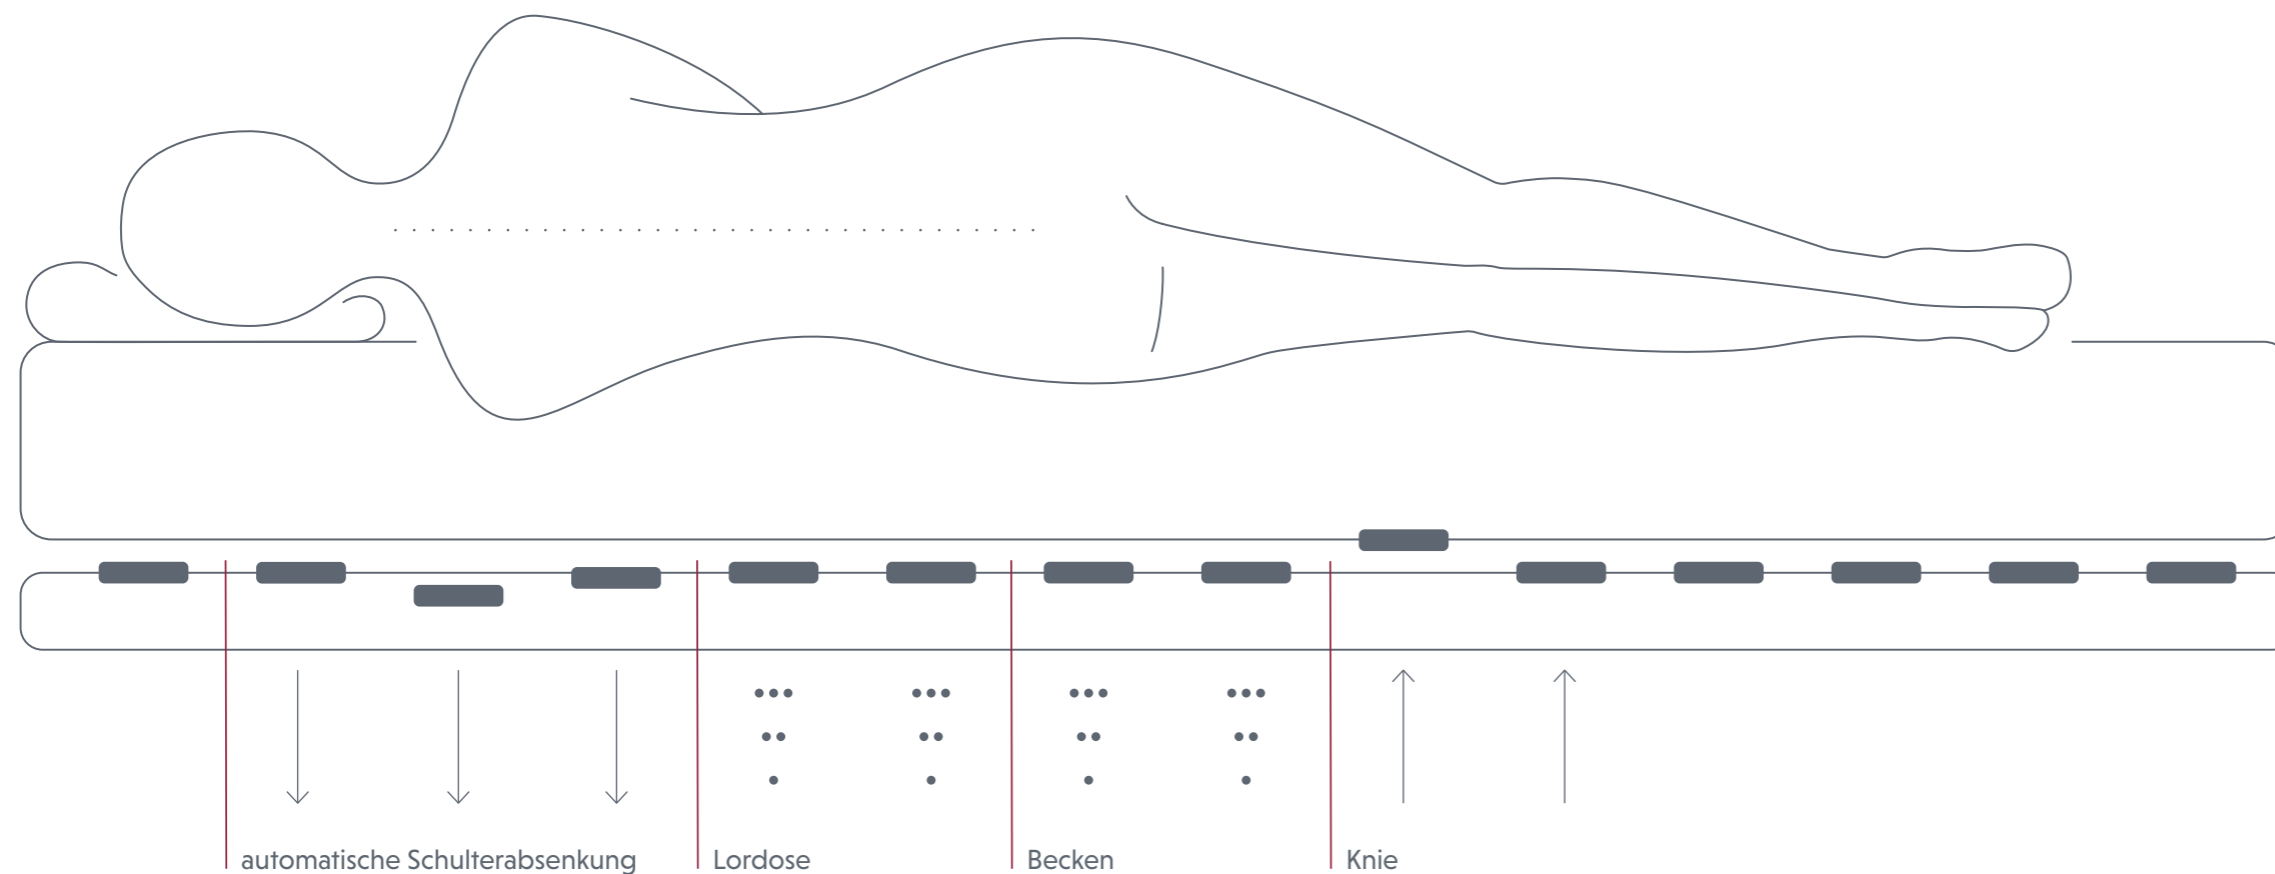 automatische Schulterabsenkung
Lordose
Becken
Knie